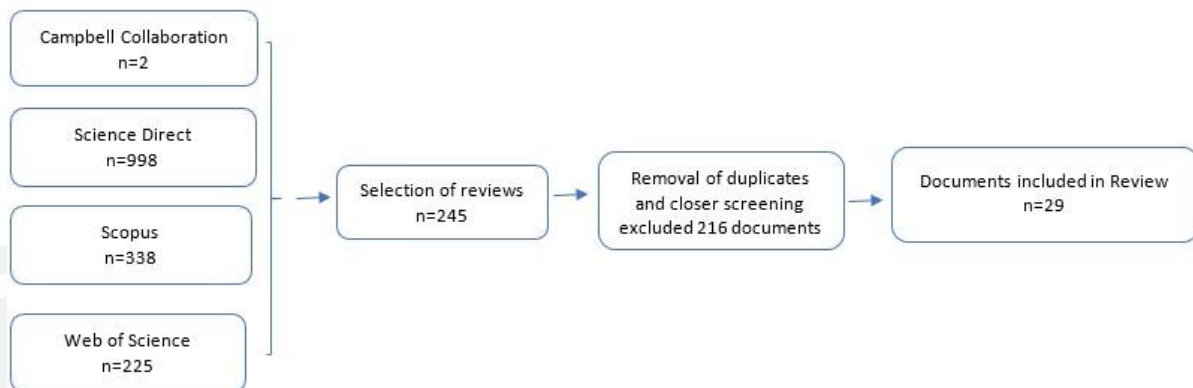 Campbell Collaboration
n=2
Science Direct
n=998
Scopus
n=338
Web of Science
n=225
Selection of reviews
n=245
Removal of duplicates
and closer screening
excluded 216 documents
Documents included in Review
n=29